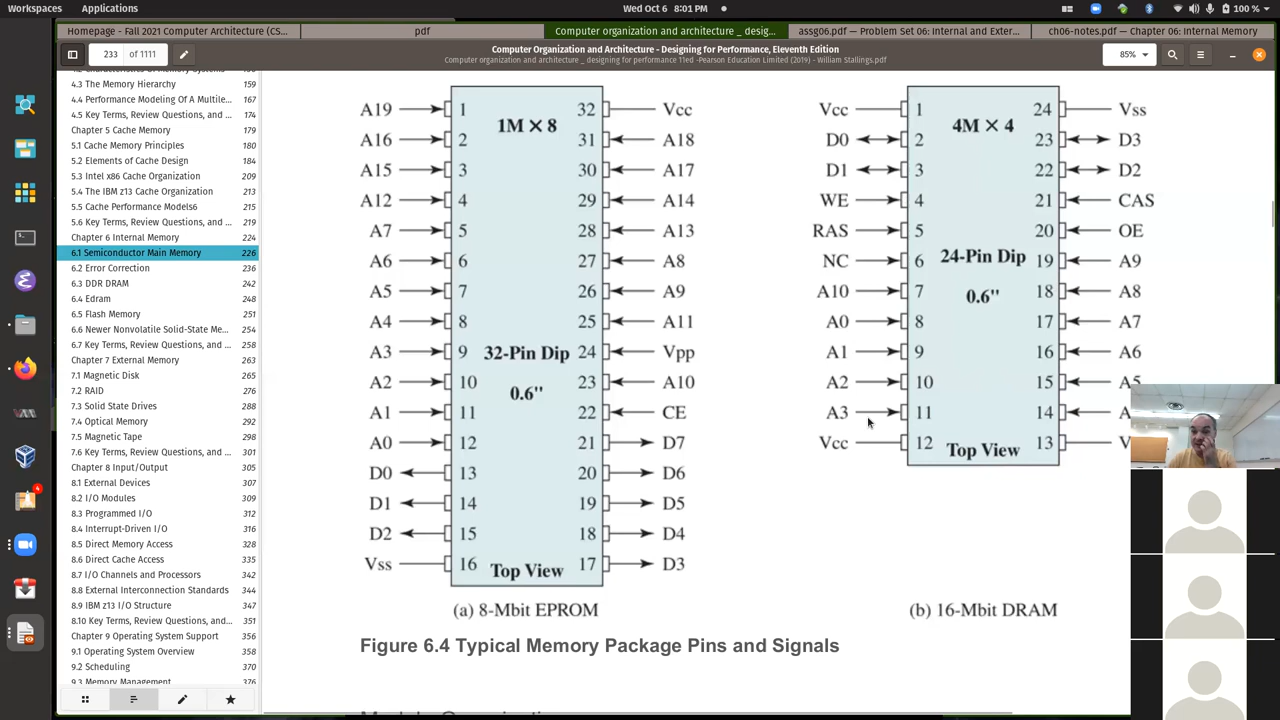 Workspaces Applications Wed Oct 6 8:01 PM 100 %
Homepage - Fall 2021 Computer Architecture (CS... pdf Computer organization and architecture _ desig... assg06.pdf — Problem Set 06: Internal and Exter... ch06-notes.pdf — Chapter 06: Internal Memory
233 of 1111 Computer Organization and Architecture - Designing for Performance, Eleventh Edition 85%
Computer organization and architecture _ designing for performance 11ed -Pearson Education Limited (2019) - William Stallings.pdf
4.3 The Memory Hierarchy 159
4.4 Performance Modeling Of A Multile... 167
4.5 Key Terms, Review Questions, and ... 174
Chapter 5 Cache Memory 179
5.1 Cache Memory Principles 180
5.2 Elements of Cache Design 184
5.3 Intel x86 Cache Organization 209
5.4 The IBM z13 Cache Organization 213
5.5 Cache Performance Models6 215
5.6 Key Terms, Review Questions, and ... 219
Chapter 6 Internal Memory 224
6.1 Semiconductor Main Memory 226
6.2 Error Correction 236
6.3 DDR DRAM 242
6.4 Edram 248
6.5 Flash Memory 251
6.6 Newer Nonvolatile Solid-State Me... 254
6.7 Key Terms, Review Questions, and ... 258
Chapter 7 External Memory 263
7.1 Magnetic Disk 265
7.2 RAID 276
7.3 Solid State Drives 288
7.4 Optical Memory 292
7.5 Magnetic Tape 298
7.6 Key Terms, Review Questions, and ... 301
Chapter 8 Input/Output 305
8.1 External Devices 307
8.2 I/O Modules 309
8.3 Programmed I/O 312
8.4 Interrupt-Driven I/O 316
8.5 Direct Memory Access 328
8.6 Direct Cache Access 335
8.7 I/O Channels and Processors 342
8.8 External Interconnection Standards 344
8.9 IBM z13 I/O Structure 347
8.10 Key Terms, Review Questions, and... 351
Chapter 9 Operating System Support 356
9.1 Operating System Overview 358
9.2 Scheduling 370
9.3 Memory Management 376
4
A19 1 32 Vcc
1M × 8
A16 2 31 A18
A15 3 30 A17
A12 4 29 A14
A7 5 28 A13
A6 6 27 A8
A5 7 26 A9
A4 8 25 A11
A3 9 32-Pin Dip 24 Vpp
A2 10 23 A10
0.6"
A1 11 22 CE
A0 12 21 D7
D0 13 20 D6
D1 14 19 D5
D2 15 18 D4
Vss 16 Top View 17 D3
(a) 8-Mbit EPROM
Vcc 1 24 Vss
4M × 4
D0 2 23 D3
D1 3 22 D2
WE 4 21 CAS
RAS 5 20 OE
NC 6 24-Pin Dip 19 A9
A10 7 18 A8
0.6"
A0 8 17 A7
A1 9 16 A6
A2 10 15 A5
A3 11 14 A
Vcc 12 Top View 13 V
(b) 16-Mbit DRAM
Figure 6.4 Typical Memory Package Pins and Signals